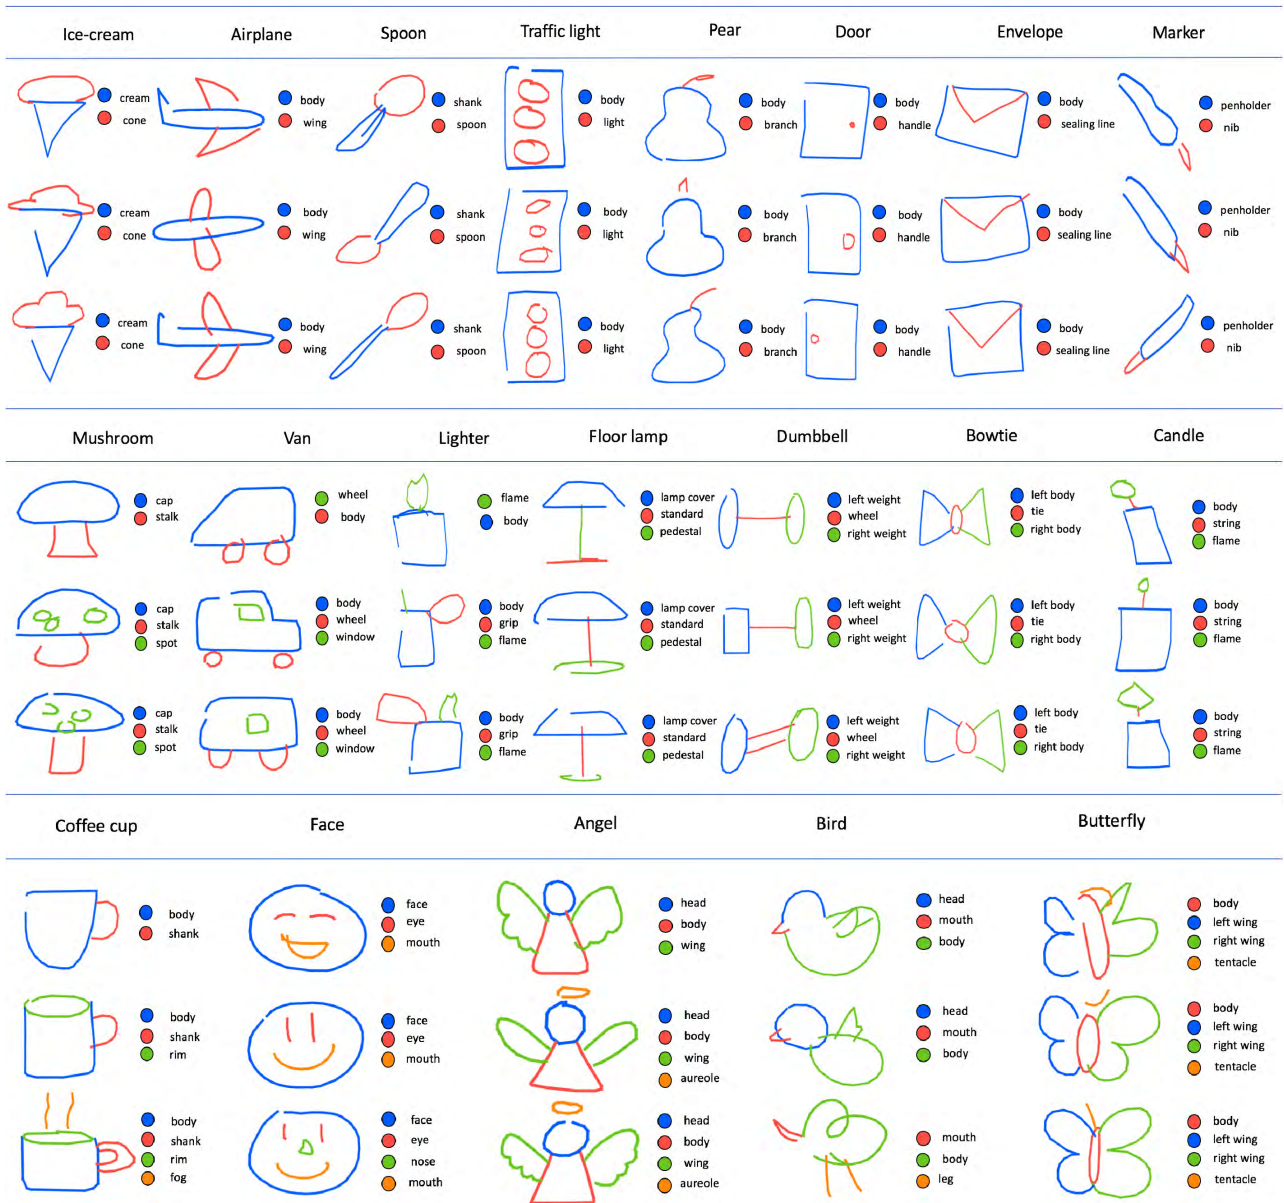 Ice-cream Airplane Spoon Traffic light Pear Door Envelope Marker
cream body shank body body body body penholder
cone wing spoon light branch handle sealing line nib
cream body shank body body body body penholder
cone wing spoon light branch handle sealing line nib
cream body shank body body body body penholder
cone wing spoon light branch handle sealing line nib
Mushroom Van Lighter Floor lamp Dumbbell Bowtie Candle
cap wheel flame lamp cover left weight left body body
stalk body body standard wheel tie string
pedestal right weight right body flame
cap body body lamp cover left weight left body body
stalk wheel grip standard wheel tie string
spot window flame pedestal right weight right body flame
cap body body lamp cover left weight left body body
stalk wheel grip standard wheel tie string
spot window flame pedestal right weight right body flame
Coffee cup Face Angel Bird Butterfly
body face head head body
shank eye body mouth left wing
mouth wing body right wing
tentacle
body face head head body
shank eye body mouth left wing
rim mouth wing body right wing
aureole tentacle
body face head mouth body
shank eye body body left wing
rim nose wing leg right wing
fog mouth aureole tentacle